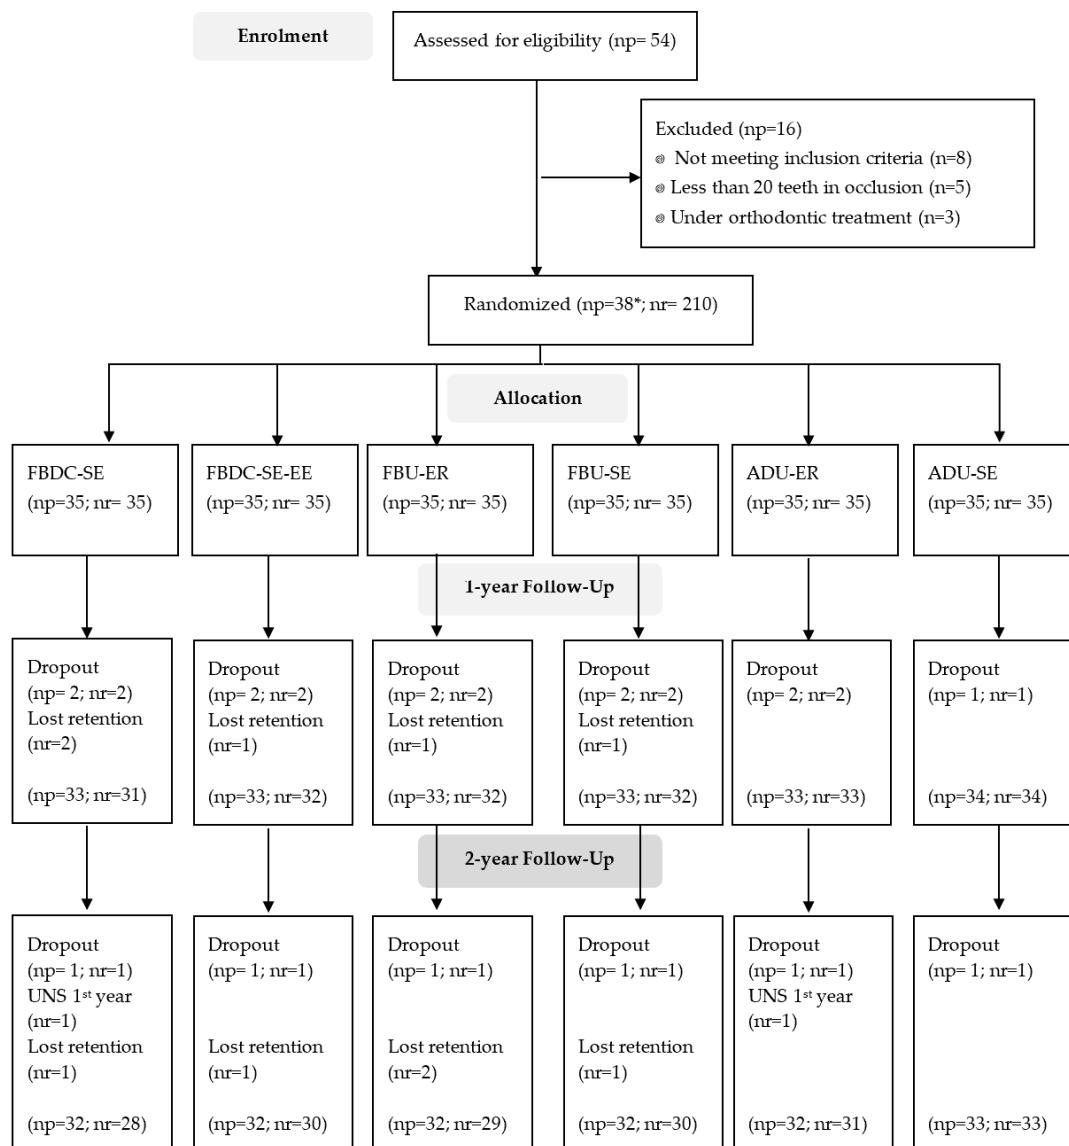 Enrolment
Assessed for eligibility (np= 54)
Excluded (np=16)
Not meeting inclusion criteria (n=8)
Less than 20 teeth in occlusion (n=5)
Under orthodontic treatment (n=3)
Randomized (np=38*; nr= 210)
Allocation
FBDC-SE
(np=35; nr= 35)
FBDC-SE-EE
(np=35; nr= 35)
FBU-ER
(np=35; nr= 35)
FBU-SE
(np=35; nr= 35)
ADU-ER
(np=35; nr= 35)
ADU-SE
(np=35; nr= 35)
1-year Follow-Up
Dropout
(np= 2; nr=2)
Lost retention
(nr=2)
(np=33; nr=31)
Dropout
(np= 2; nr=2)
Lost retention
(nr=1)
(np=33; nr=32)
Dropout
(np= 2; nr=2)
Lost retention
(nr=1)
(np=33; nr=32)
Dropout
(np= 2; nr=2)
Lost retention
(nr=1)
(np=33; nr=32)
Dropout
(np= 2; nr=2)
(np=33; nr=33)
Dropout
(np= 1; nr=1)
(np=34; nr=34)
2-year Follow-Up
Dropout
(np= 1; nr=1)
UNS 1st year
(nr=1)
Lost retention
(nr=1)
(np=32; nr=28)
Dropout
(np= 1; nr=1)
Lost retention
(nr=1)
(np=32; nr=30)
Dropout
(np= 1; nr=1)
Lost retention
(nr=2)
(np=32; nr=29)
Dropout
(np= 1; nr=1)
Lost retention
(nr=1)
(np=32; nr=30)
Dropout
(np= 1; nr=1)
UNS 1st year
(nr=1)
(np=32; nr=31)
Dropout
(np= 1; nr=1)
(np=33; nr=33)